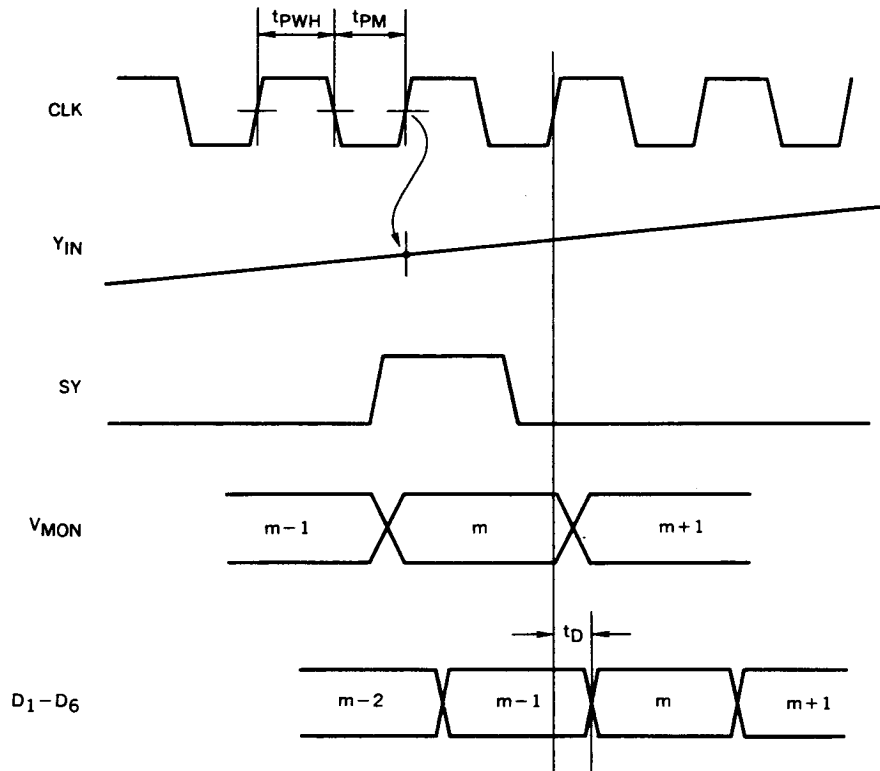 tPWH tPM
CLK
YIN
SY
VMON m-1 m m+1
tD
D1-D6 m-2 m-1 m m+1